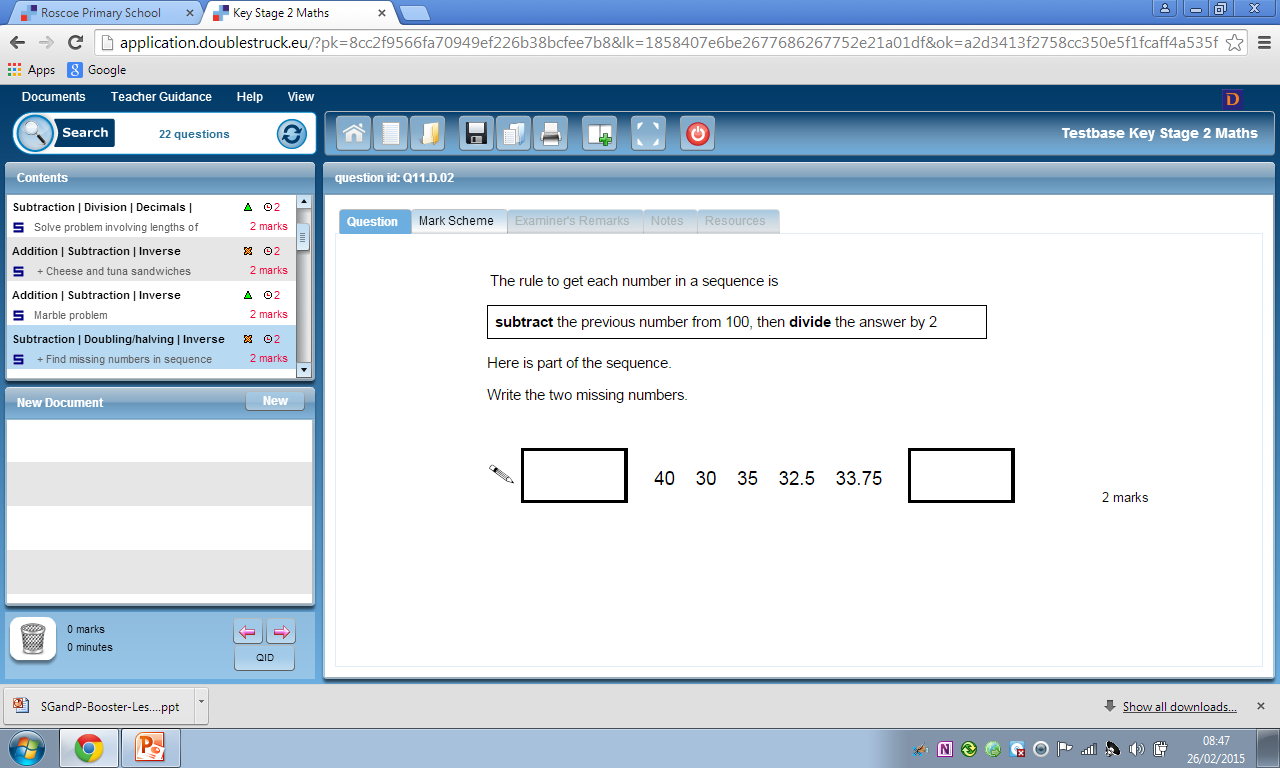 Roscoe Primary School
Key Stage 2 Maths
application.doublestruck.eu/?pk=8cc2f9566fa70949ef226b38bcfee7b8&lk=1858407e6be2677686267752e21a01df&ok=a2d3413f2758cc350e5f1fcaff4a535f
Apps Google
Documents Teacher Guidance Help View
D
Search 22 questions
Testbase Key Stage 2 Maths
Contents
Subtraction | Division | Decimals | 2
S Solve problem involving lengths of 2 marks
Addition | Subtraction | Inverse 2
S + Cheese and tuna sandwiches 2 marks
Addition | Subtraction | Inverse 2
S Marble problem 2 marks
Subtraction | Doubling/halving | Inverse 2
S + Find missing numbers in sequence 2 marks
New Document New
0 marks
0 minutes
QID
question id: Q11.D.02
Question Mark Scheme Examiner's Remarks Notes Resources
The rule to get each number in a sequence is
subtract the previous number from 100, then divide the answer by 2
Here is part of the sequence.
Write the two missing numbers.
40 30 35 32.5 33.75
2 marks
SGandP-Booster-Les....ppt
Show all downloads...
N
08:47
26/02/2015